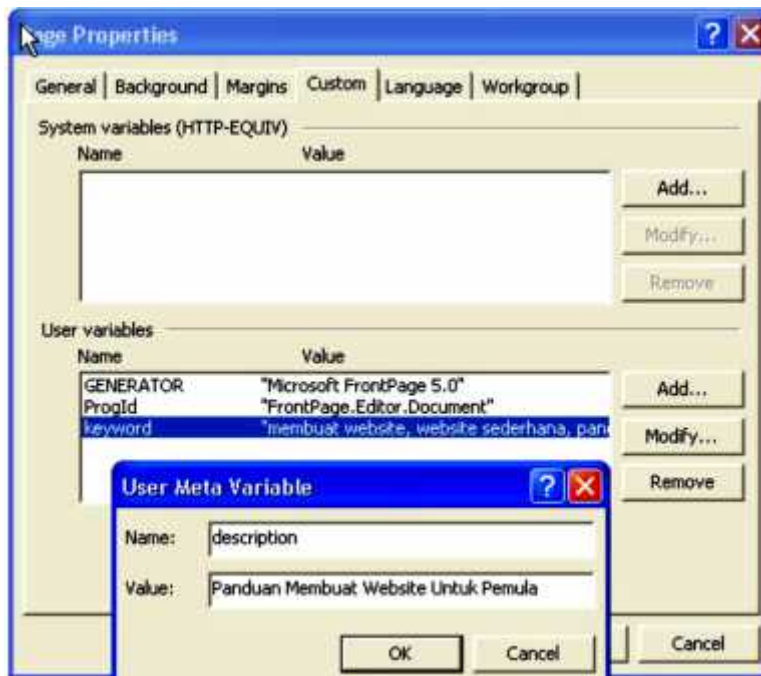 Page Properties
General Background Margins Custom Language Workgroup
System variables (HTTP-EQUIV)
Name Value
Add...
Modify...
Remove
User variables
Name Value
GENERATOR "Microsoft FrontPage 5.0"
ProgId "FrontPage.Editor.Document"
keyword "membuat website, website sederhana, pan
Add...
Modify...
Remove
User Meta Variable
Name: description
Value: Panduan Membuat Website Untuk Pemula
OK Cancel
Cancel